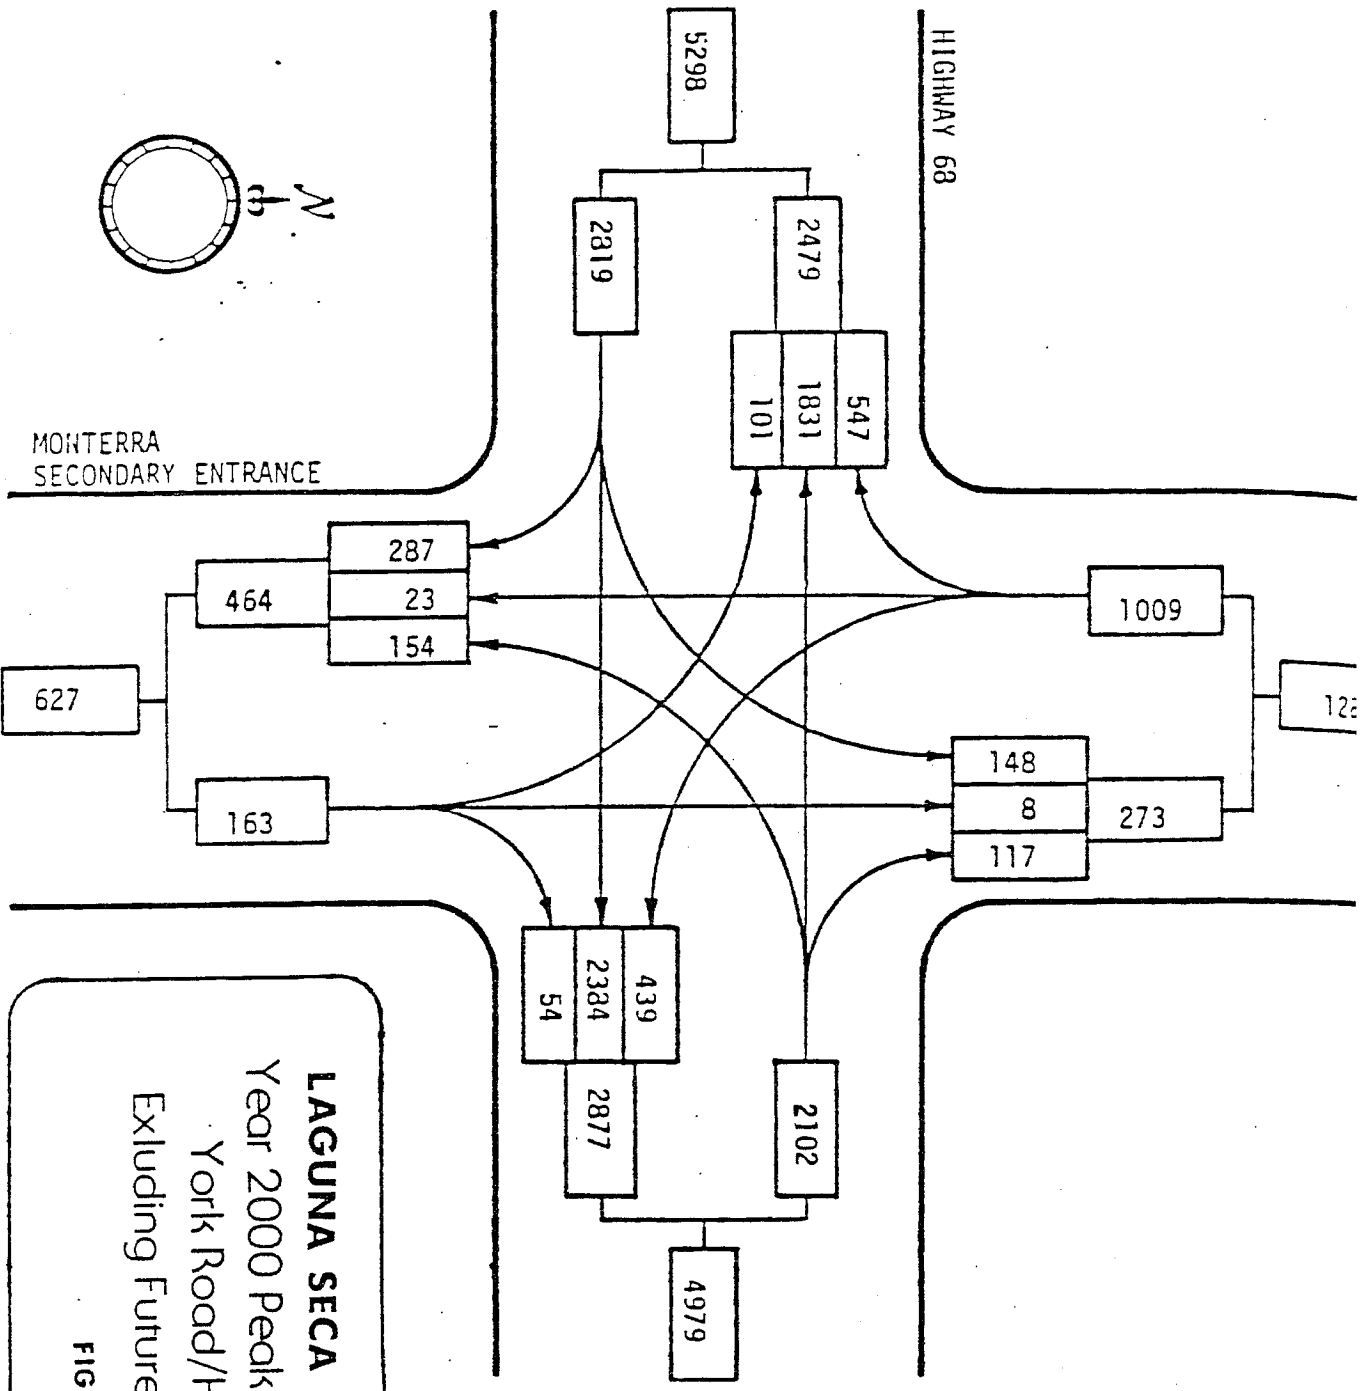 HIGHWAY 68
5298
2819
2479
101
1831
547
N
MONTERRA
SECONDARY ENTRANCE
287
23
154
464
627
163
1009
148
8
117
273
54
2384
439
2877
2102
4979
LAGUNA SECA
Year 2000 Peak
York Road/H
Exluding Future
FIG